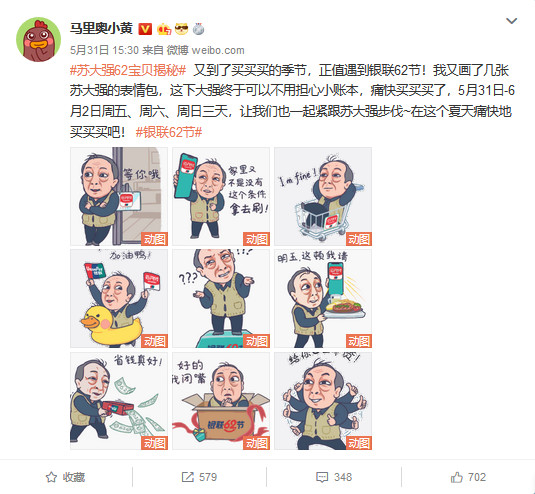 马里奥小黄
5月31日 15:30 来自 微博 weibo.com
#苏大强62宝贝揭秘# 又到了买买买的季节，正值遇到银联62节！我又画了几张
苏大强的表情包，这下大强终于可以不用担心小账本，痛快买买买了，5月31日-6
月2日周五、周六、周日三天，让我们也一起紧跟苏大强步伐~在这个夏天痛快地
买买买吧！ #银联62节#
等你哦
动图
家里又
不是没有
这个条件
拿去刷!
动图
I'm fine!
动图
加油鸭!
动图
???
???
动图
明玉,这顿我请
动图
省钱真好!
动图
好的
我闭嘴
银联62节
动图
动图
收藏
579
348
702